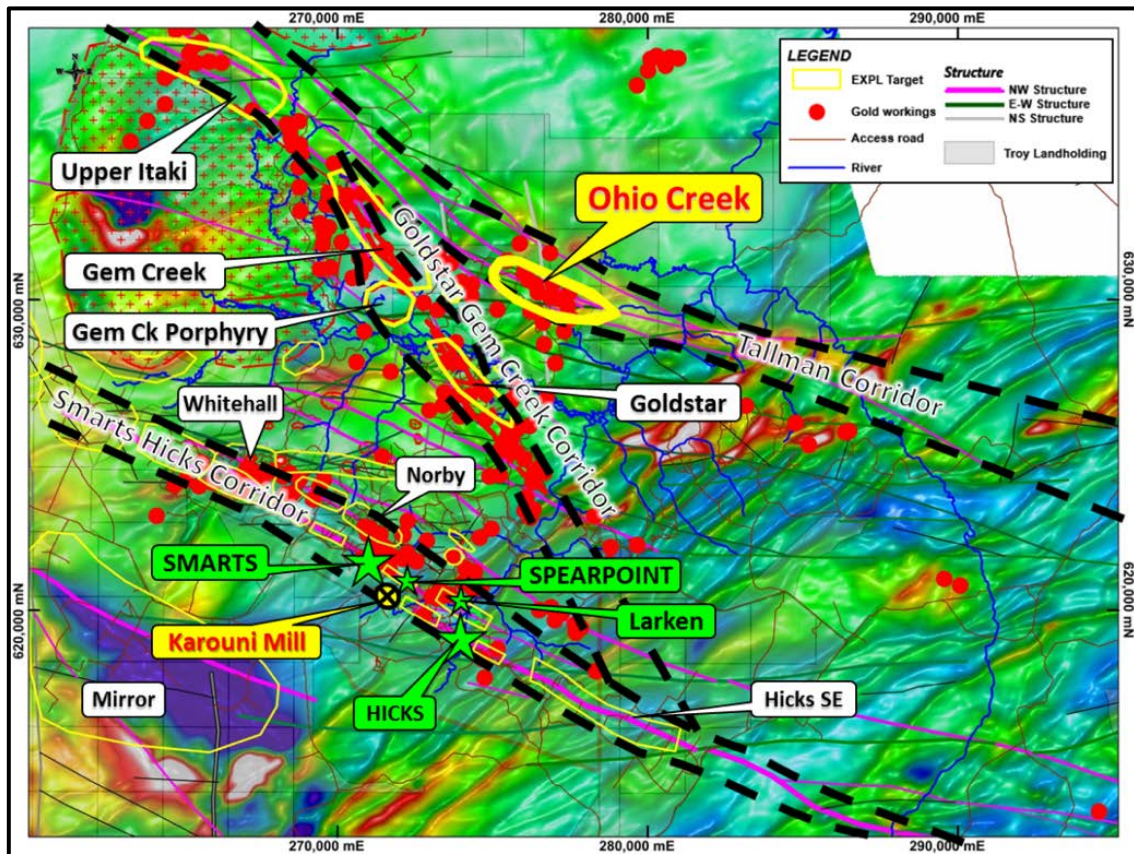 270,000 mE
280,000 mE
290,000 mE
LEGEND
EXPL Target
Gold workings
Access road
River
Structure
NW Structure
E-W Structure
NS Structure
Troy Landholding
Upper Itaki
Ohio Creek
Gem Creek
Goldstar Gem Creek Corridor
630,000 mN
630,000 mN
Gem Ck Porphyry
Tallman Corridor
Whitehall
Goldstar
Smarts Hicks Corridor
Norby
SMARTS
SPEARPOINT
620,000 mN
620,000 mN
Karouni Mill
Larken
Mirror
HICKS
Hicks SE
270,000 mE
280,000 mE
290,000 mE